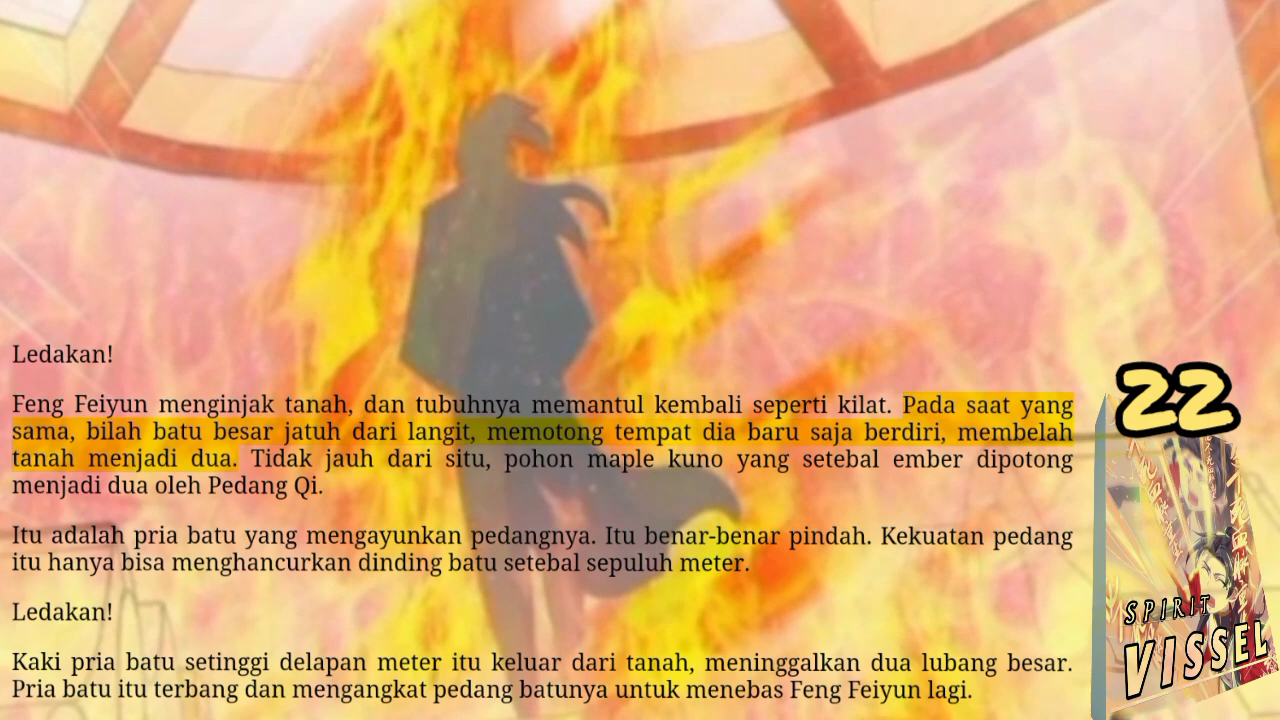 Ledakan!
Feng Feiyun menginjak tanah, dan tubuhnya memantul kembali seperti kilat. Pada saat yang
sama, bilah batu besar jatuh dari langit, memotong tempat dia baru saja berdiri, membelah
tanah menjadi dua. Tidak jauh dari situ, pohon maple kuno yang setebal ember dipotong
menjadi dua oleh Pedang Qi.
Itu adalah pria batu yang mengayunkan pedangnya. Itu benar-benar pindah. Kekuatan pedang
itu hanya bisa menghancurkan dinding batu setebal sepuluh meter.
Ledakan!
Kaki pria batu setinggi delapan meter itu keluar dari tanah, meninggalkan dua lubang besar.
Pria batu itu terbang dan mengangkat pedang batunya untuk menebas Feng Feiyun lagi.
22
SPIRIT
VISSEL